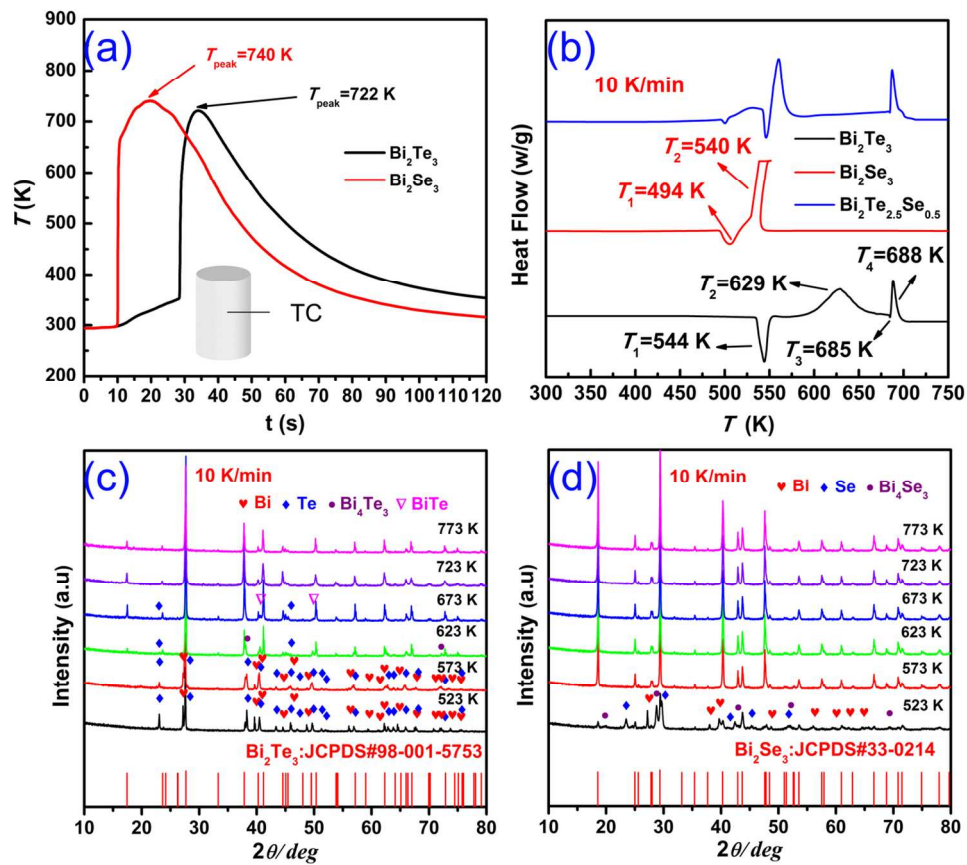 (a)
T_peak=740 K
T_peak=722 K
Bi2Te3
Bi2Se3
TC
T (K)
900
800
700
600
500
400
300
200
0 10 20 30 40 50 60 70 80 90 100 110 120
t (s)
(b)
10 K/min
T2=540 K
T1=494 K
Bi2Te3
Bi2Se3
Bi2Te2.5Se0.5
T2=629 K
T4=688 K
T1=544 K
T3=685 K
Heat Flow (w/g)
300 350 400 450 500 550 600 650 700 750
T (K)
(c)
10 K/min
Bi Te Bi4Te3 BiTe
773 K
723 K
673 K
623 K
573 K
523 K
Bi2Te3:JCPDS#98-001-5753
Intensity (a.u)
10 20 30 40 50 60 70 80
2θ/deg
(d)
10 K/min
Bi Se Bi4Se3
773 K
723 K
673 K
623 K
573 K
523 K
Bi2Se3:JCPDS#33-0214
Intensity (a.u)
10 20 30 40 50 60 70 80
2θ/deg